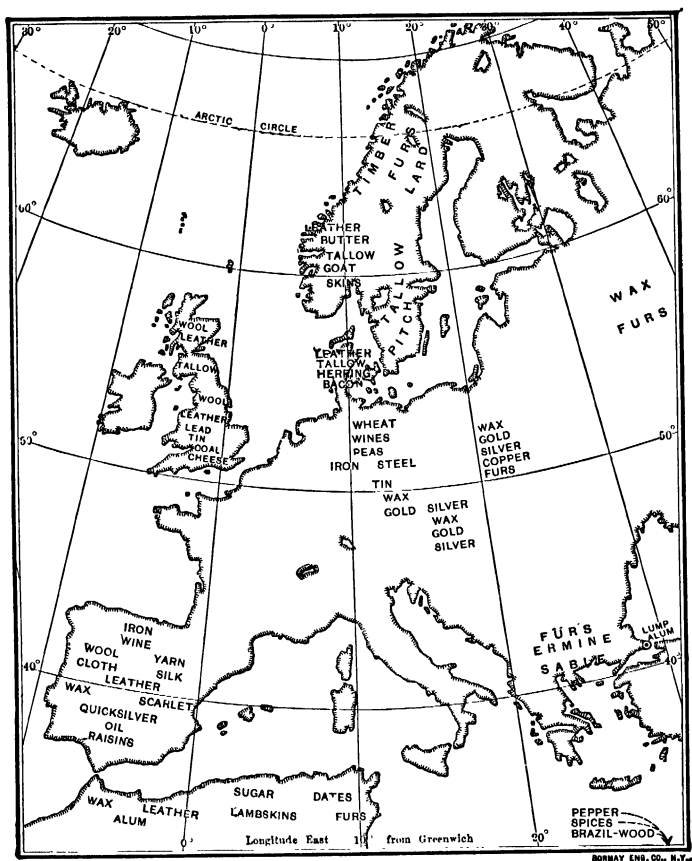 30° 20° 10° 0° 10° 20° 30° 40° 50°
ARCTIC CIRCLE
TIMBER
FURS
LARD
60°
60°
BUTTER
TALLOW
GOAT
SKINS
TALLOW
PITCH
WAX
FURS
WOOL
LEATHER
TALLOW
WOOL
LEATHER
LEAD
TIN
COAL
CHEESE
LEATHER
TALLOW
HERRING
BACON
50°
50°
WHEAT
WINES
PEAS
IRON STEEL
TIN
WAX
GOLD SILVER
WAX
GOLD
SILVER
WAX
GOLD
SILVER
COPPER
FURS
IRON
WINE
WOOL YARN
CLOTH SILK
LEATHER
WAX SCARLET
QUICKSILVER
OIL
RAISINS
FURS
ERMINE
SABLE
LUMP
ALUM
40°
40°
WAX LEATHER
ALUM
SUGAR DATES
LAMBSKINS FURS
PEPPER
SPICES
BRAZIL-WOOD
0° Longitude East 10° from Greenwich 20°
BORMAY ENG. CO., N.Y.